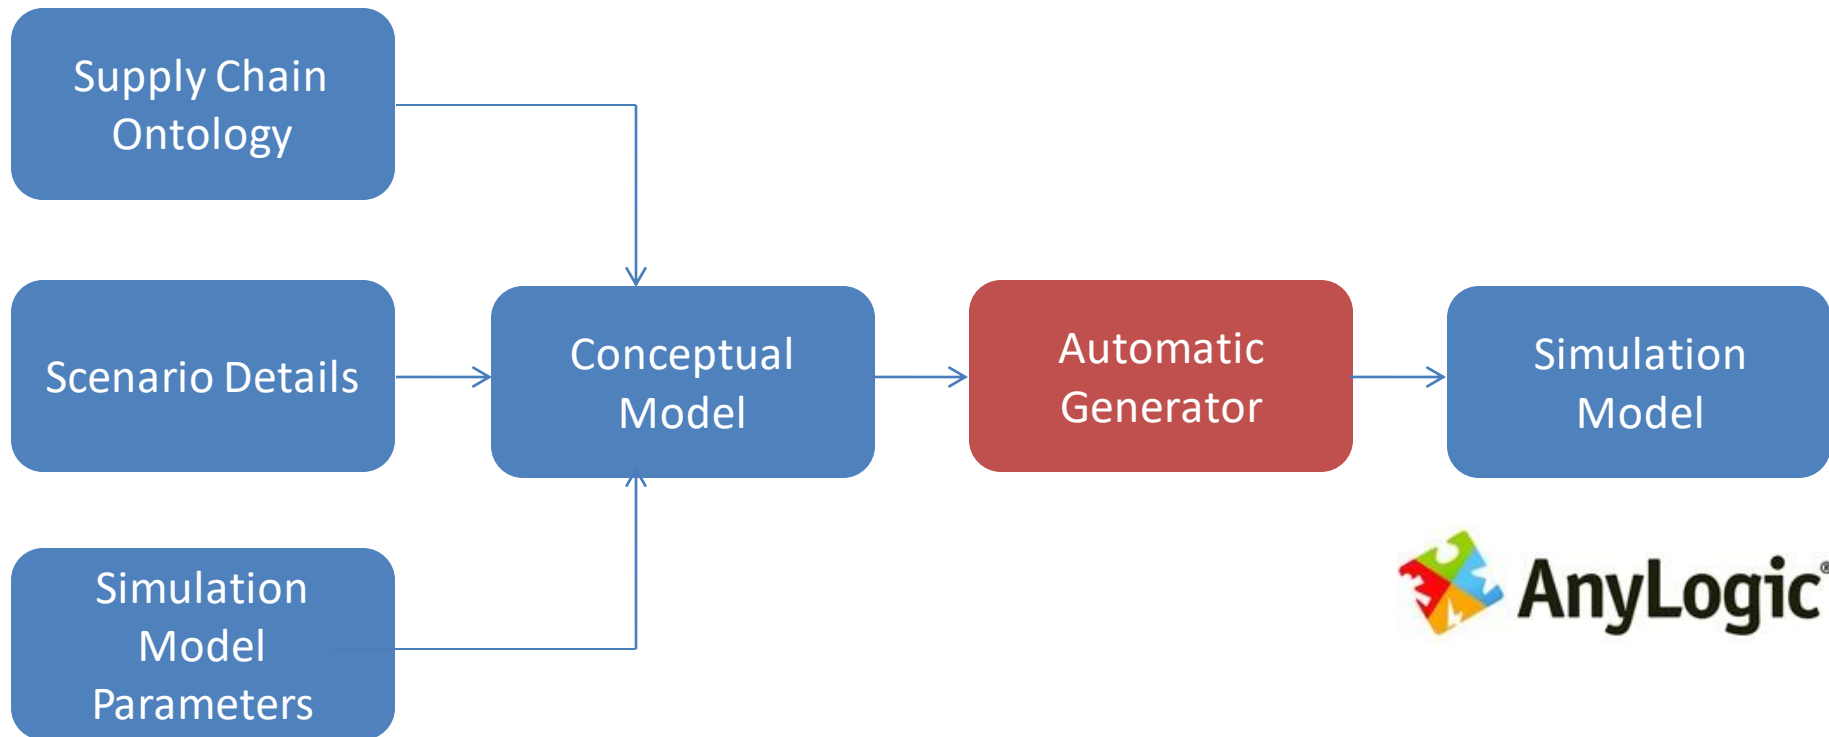 Supply Chain
Ontology
Scenario Details
Conceptual
Model
Automatic
Generator
Simulation
Model
Simulation
Model
Parameters
AnyLogic®